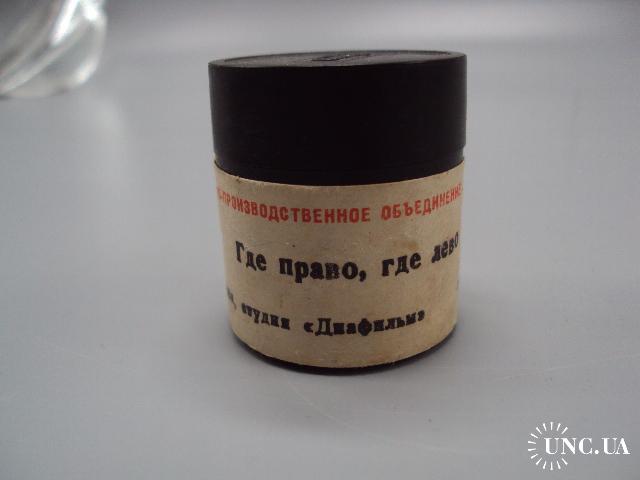 ПРОИЗВОДСТВЕННОЕ ОБЪЕДИНЕНИЕ
Где право, где лево
студия «Диафильм»
UNC.UA